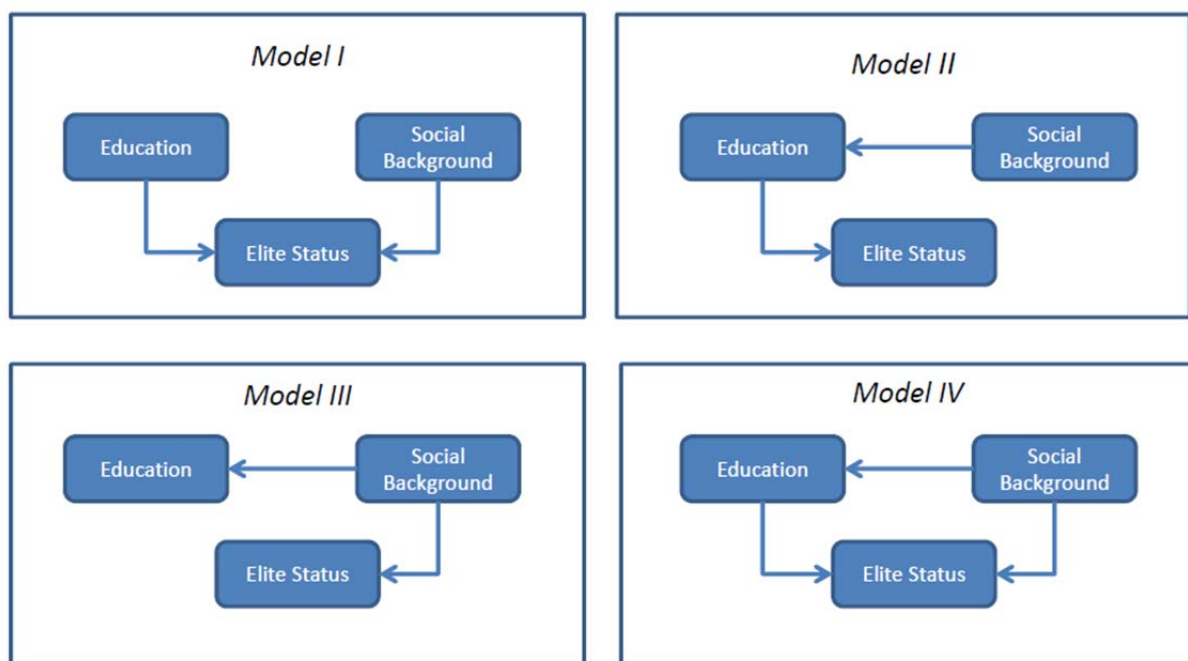 Model I
Education
Social
Background
Elite Status
Model II
Education
Social
Background
Elite Status
Model III
Education
Social
Background
Elite Status
Model IV
Education
Social
Background
Elite Status